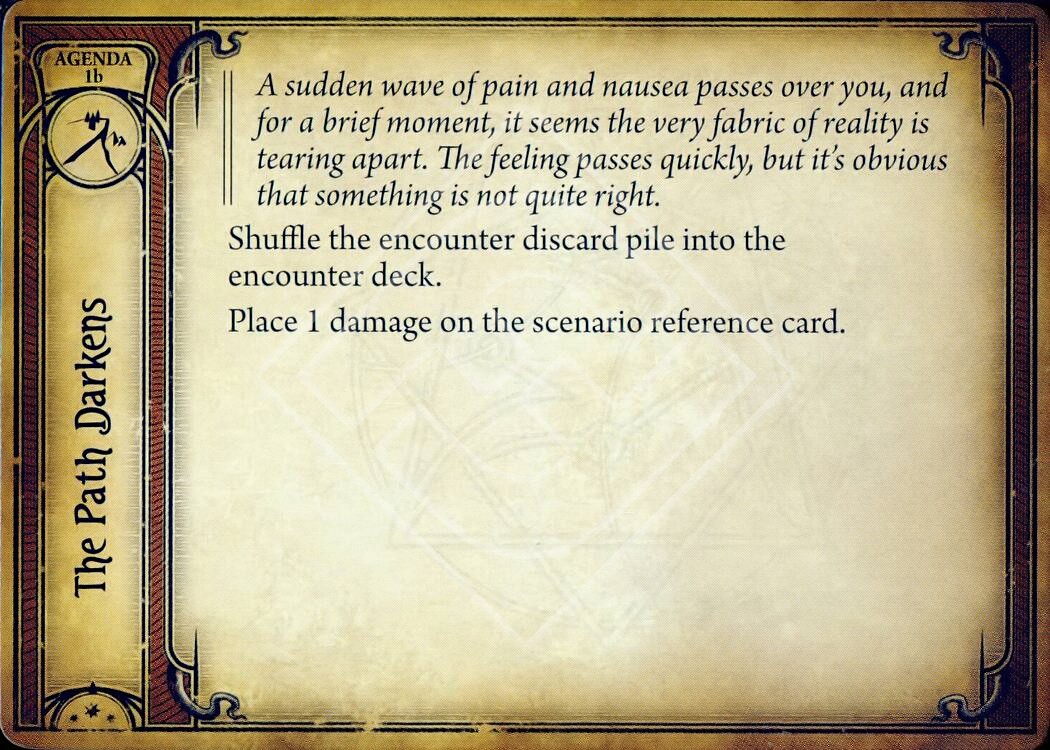 AGENDA
1b
The Path Darkens
A sudden wave of pain and nausea passes over you, and
for a brief moment, it seems the very fabric of reality is
tearing apart. The feeling passes quickly, but it's obvious
that something is not quite right.
Shuffle the encounter discard pile into the
encounter deck.
Place 1 damage on the scenario reference card.